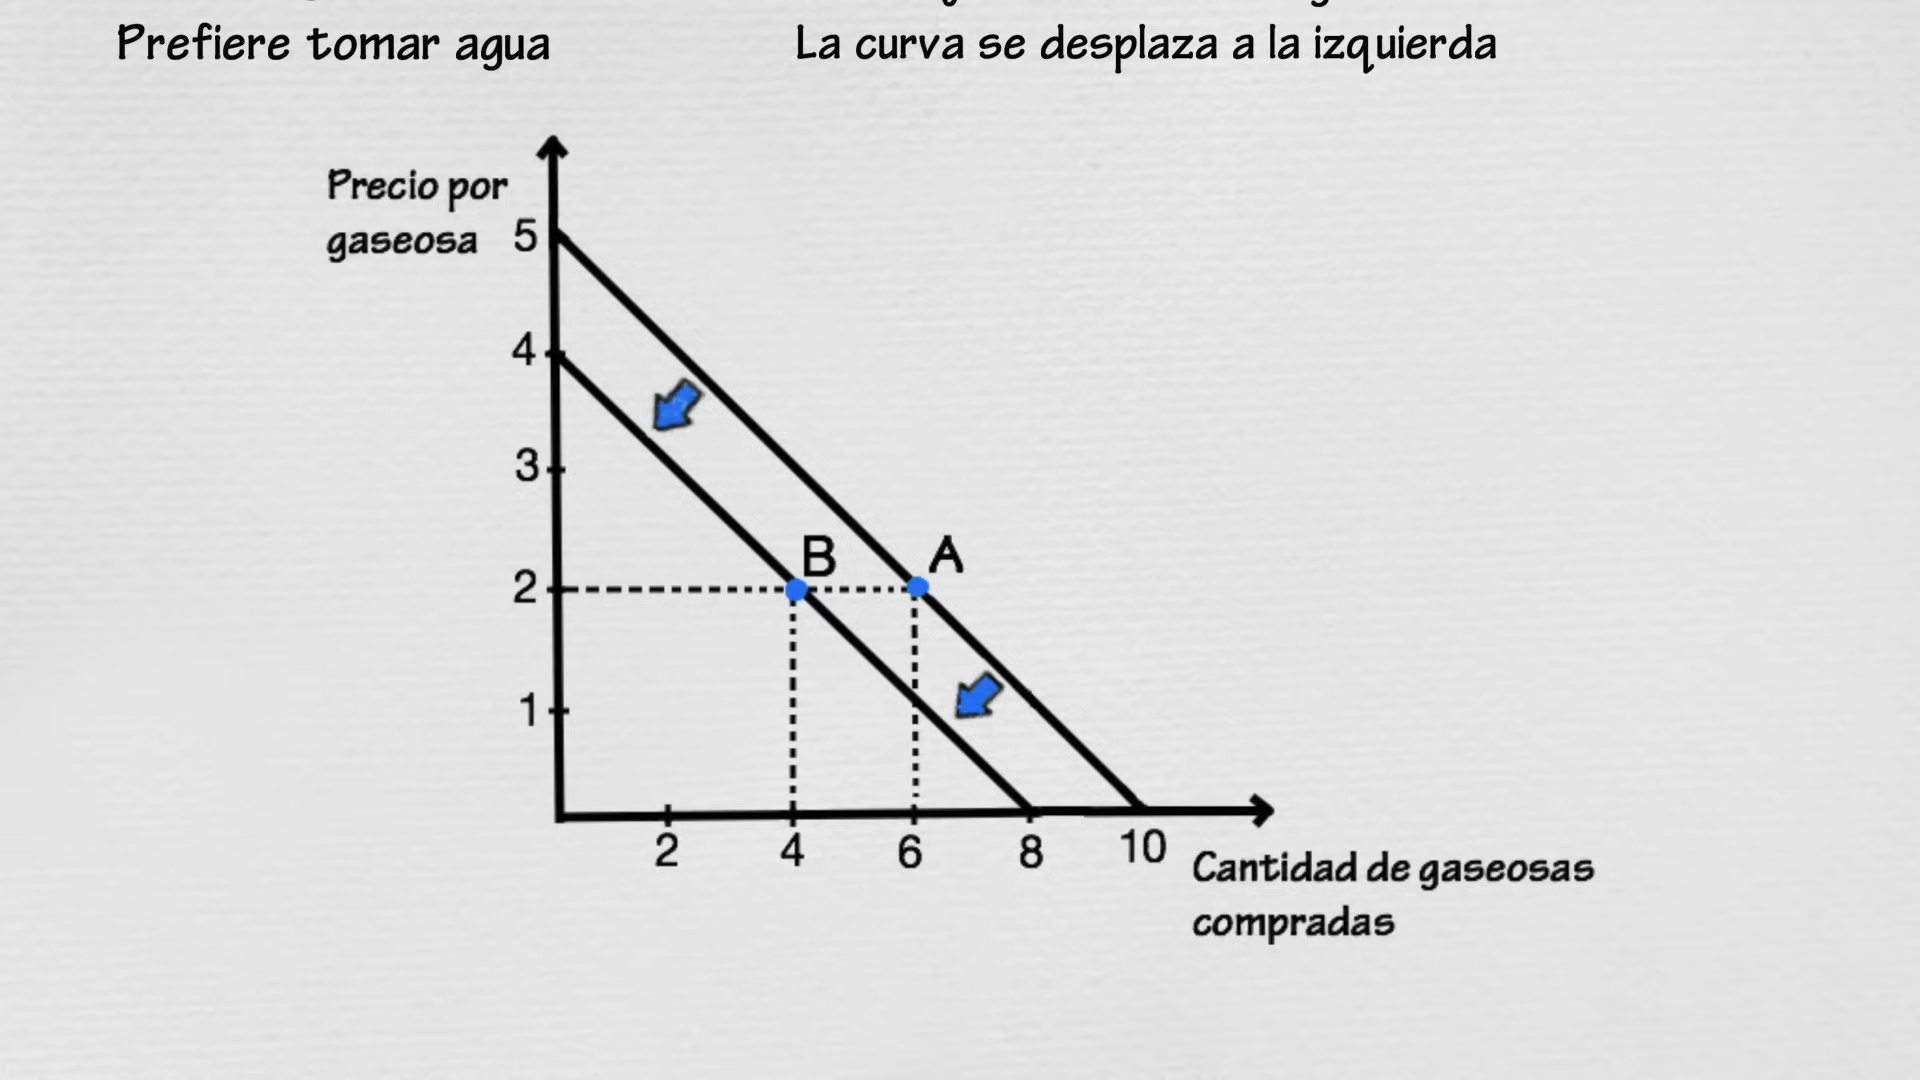 Prefiere tomar agua
La curva se desplaza a la izquierda
Precio por
gaseosa
5
4
3
2
1
B
A
2
4
6
8
10
Cantidad de gaseosas
compradas